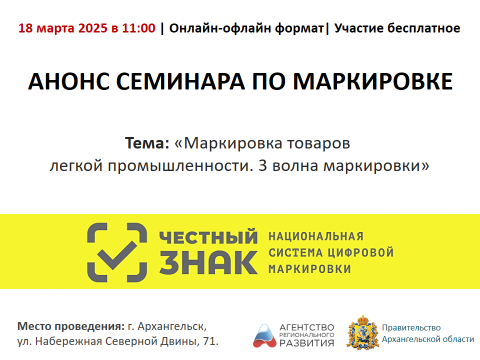 18 марта 2025 в 11:00 | Онлайн-офлайн формат| Участие бесплатное
АНОНС СЕМИНАРА ПО МАРКИРОВКЕ
Тема: «Маркировка товаров
легкой промышленности. 3 волна маркировки»
ЧЕСТНЫЙ
ЗНАК
НАЦИОНАЛЬНАЯ
СИСТЕМА ЦИФРОВОЙ
МАРКИРОВКИ
Место проведения: г. Архангельск,
ул. Набережная Северной Двины, 71.
АГЕНТСТВО
РЕГИОНАЛЬНОГО
РАЗВИТИЯ
Правительство
Архангельской области